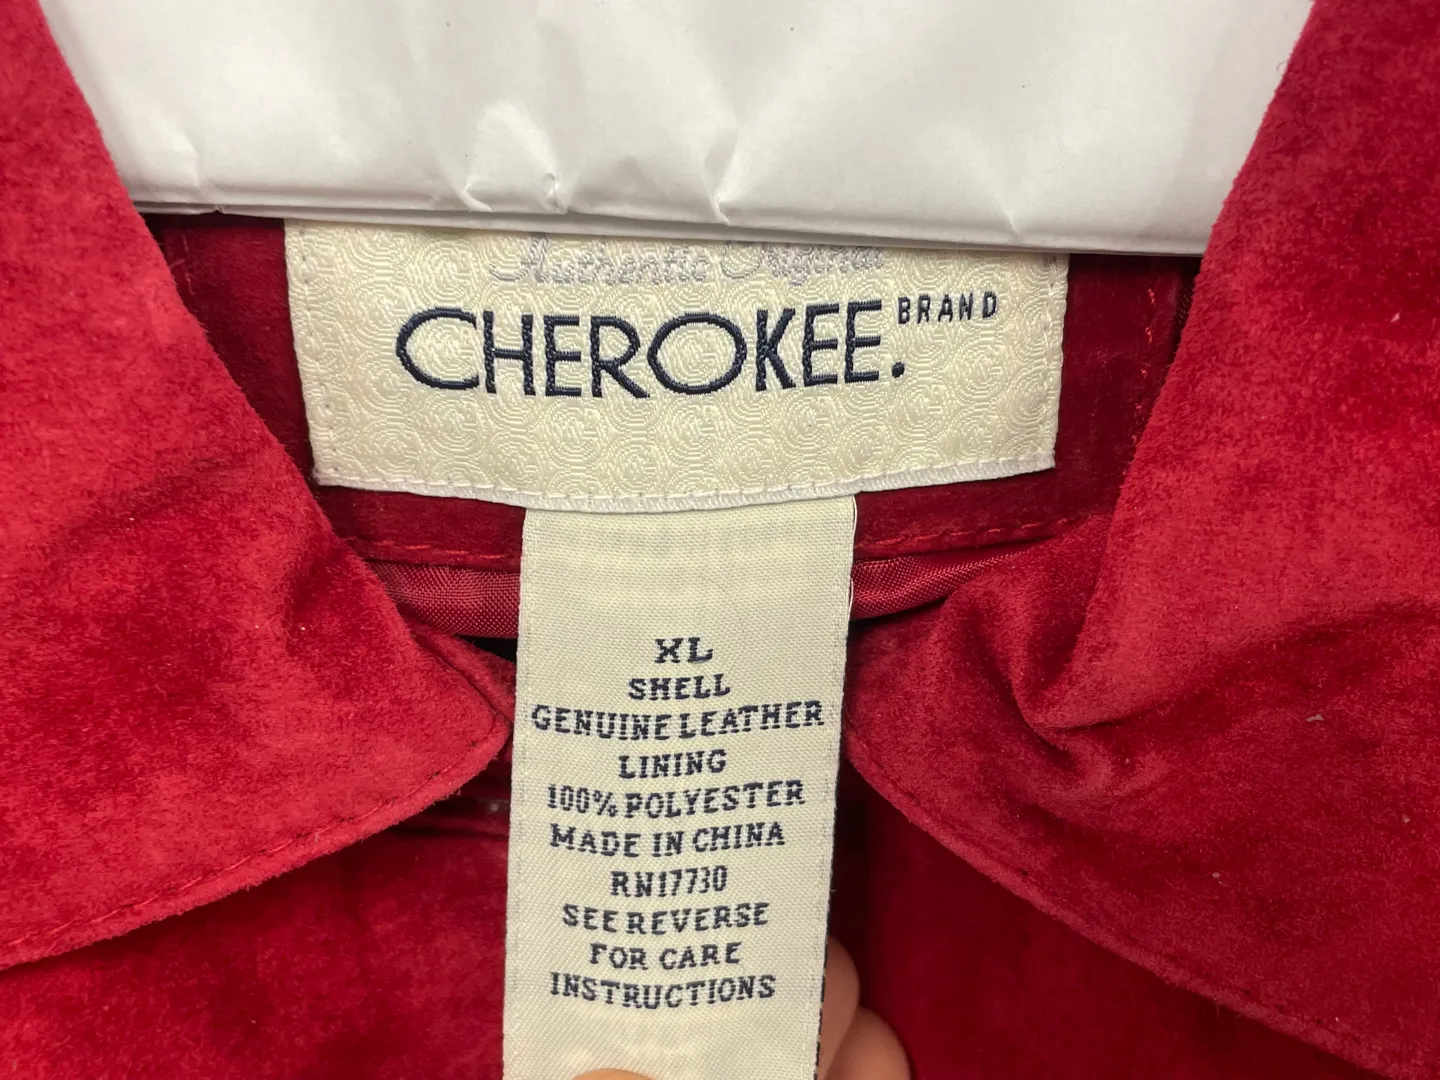 Authentic Original
CHEROKEE. BRAND
XL
SHELL
GENUINE LEATHER
LINING
100% POLYESTER
MADE IN CHINA
RN17730
SEE REVERSE
FOR CARE
INSTRUCTIONS